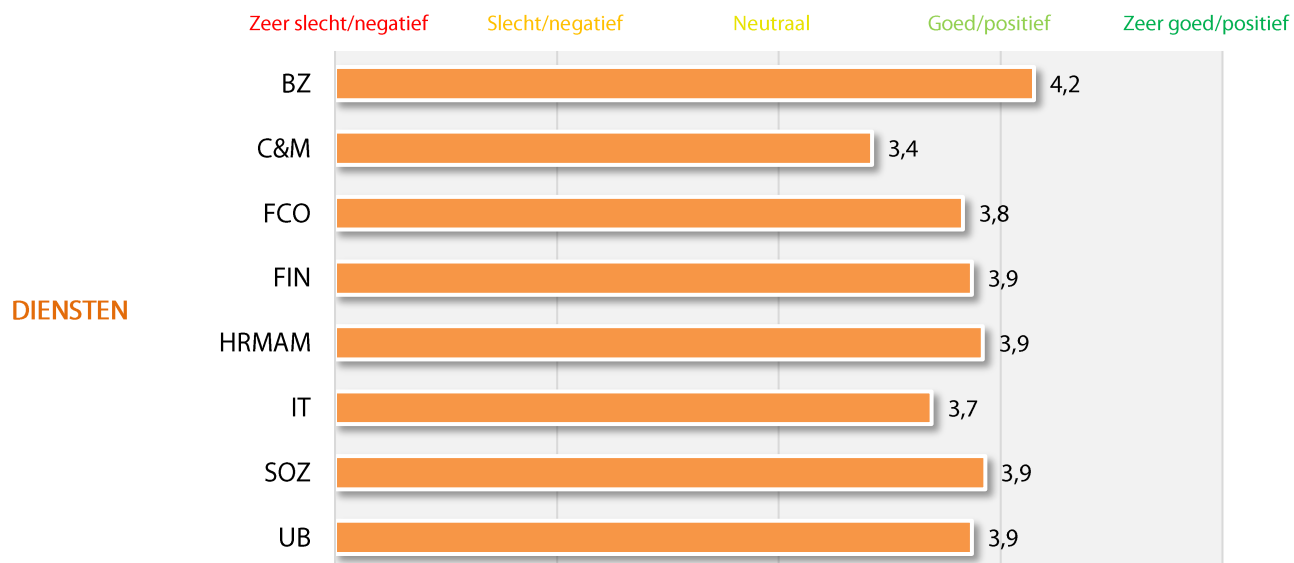 Zeer slecht/negatief Slecht/negatief Neutraal Goed/positief Zeer goed/positief
BZ 4,2
C&M 3,4
FCO 3,8
FIN 3,9
DIENSTEN
HRMAM 3,9
IT 3,7
SOZ 3,9
UB 3,9